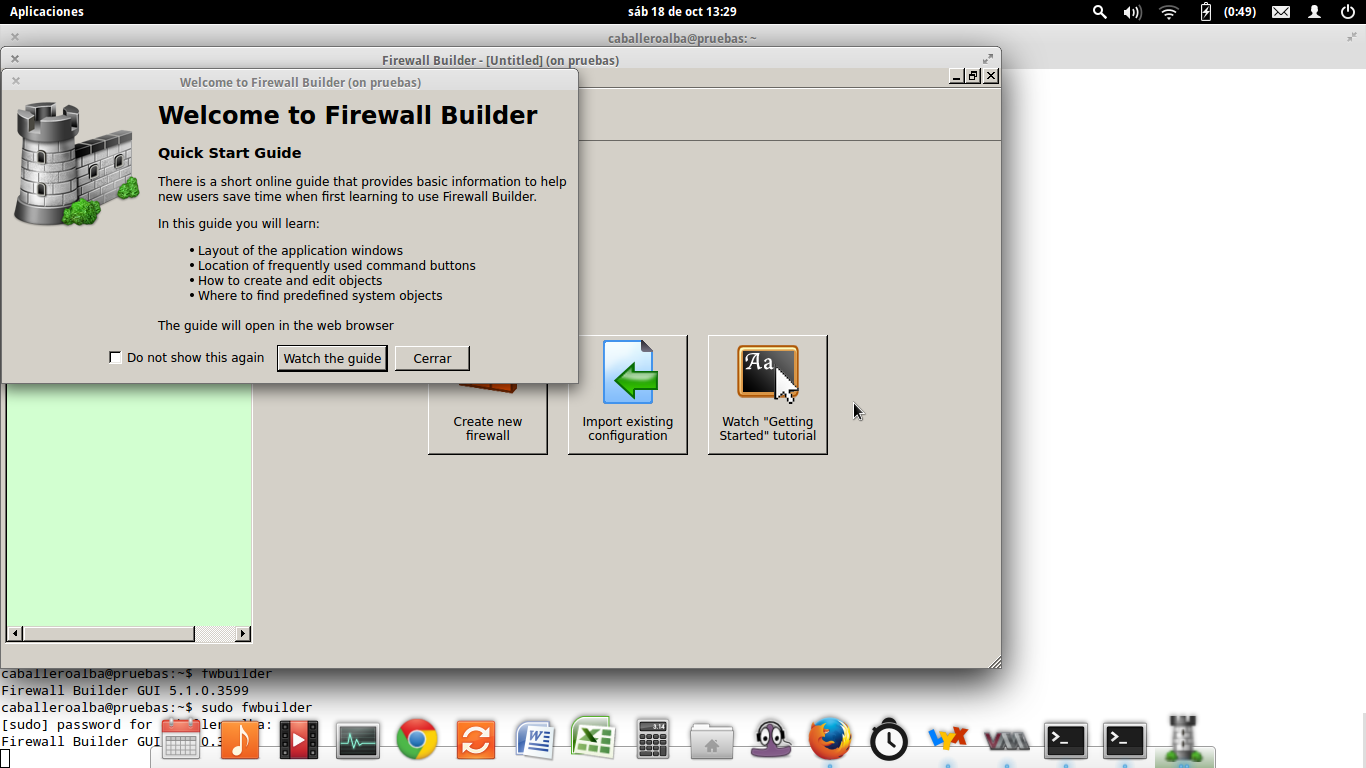 Aplicaciones
sáb 18 de oct 13:29
(0:49)
caballeroalba@pruebas: ~
Firewall Builder - [Untitled] (on pruebas)
Welcome to Firewall Builder (on pruebas)
Welcome to Firewall Builder
Quick Start Guide
There is a short online guide that provides basic information to help
new users save time when first learning to use Firewall Builder.
In this guide you will learn:
• Layout of the application windows
• Location of frequently used command buttons
• How to create and edit objects
• Where to find predefined system objects
The guide will open in the web browser
Do not show this again
Watch the guide
Cerrar
Create new
firewall
Import existing
configuration
Aa
Watch "Getting
Started" tutorial
caballeroalba@pruebas:~$ fwbuilder
Firewall Builder GUI 5.1.0.3599
caballeroalba@pruebas:~$ sudo fwbuilder
[sudo] password for
Firewall Builder GUI
3.14